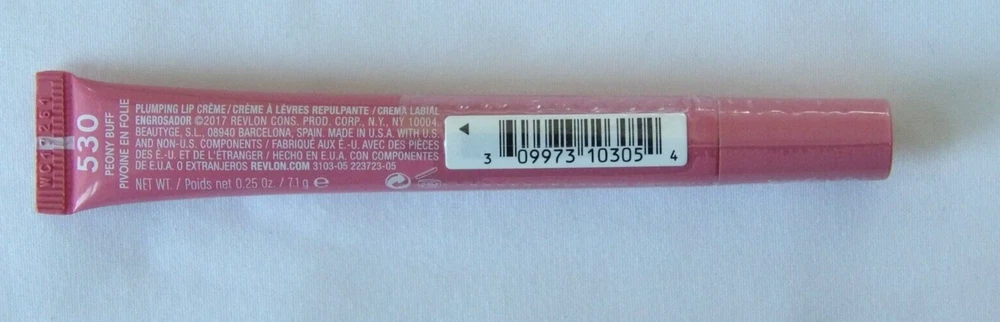 530
PEONY BUFF
PIVOINE EN FOLIE
PLUMPING LIP CRÈME / CRÈME À LÈVRES REPULPANTE / CREMA LABIAL
ENGROSADOR ©2017 REVLON CONS. PROD. CORP., N.Y., NY 10004,
BEAUTYGE, S.L., 08940 BARCELONA, SPAIN. MADE IN U.S.A. WITH U.S.
AND NON-U.S. COMPONENTS / FABRIQUÉ AUX É.-U. AVEC DES PIÈCES
DES É.-U. ET DE L'ÉTRANGER / HECHO EN E.U.A. CON COMPONENTES
DE E.U.A. O EXTRANJEROS REVLON.COM 3103-05 223723-05
NET WT. / Poids net 0.25 Oz. / 7.1 g e
3 09973 10305 4